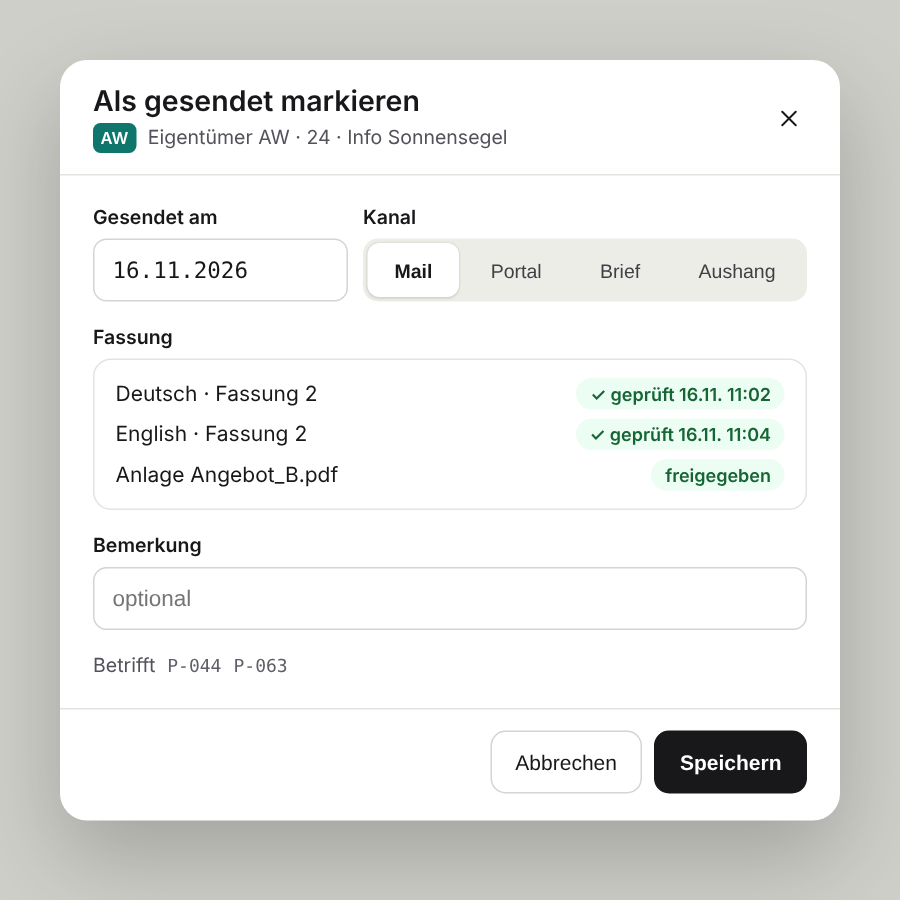 Als gesendet markieren
AW Eigentümer AW · 24 · Info Sonnensegel
Gesendet am
Kanal
16.11.2026
Mail Portal Brief Aushang
Fassung
Deutsch · Fassung 2 ✓ geprüft 16.11. 11:02
English · Fassung 2 ✓ geprüft 16.11. 11:04
Anlage Angebot_B.pdf freigegeben
Bemerkung
optional
Betrifft P-044 P-063
Abbrechen Speichern